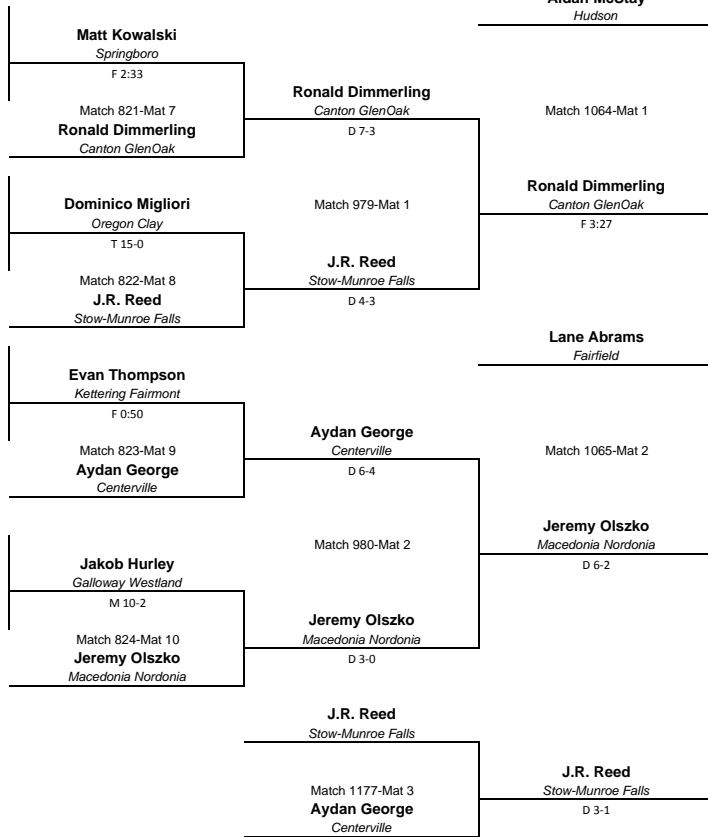 Aidan McStay
Hudson
Matt Kowalski
Springboro
F 2:33
Ronald Dimmerling
Canton GlenOak
D 7-3
Match 821-Mat 7
Match 1064-Mat 1
Ronald Dimmerling
Canton GlenOak
Ronald Dimmerling
Canton GlenOak
F 3:27
Dominico Migliori
Oregon Clay
T 15-0
Match 979-Mat 1
J.R. Reed
Stow-Munroe Falls
D 4-3
Match 822-Mat 8
J.R. Reed
Stow-Munroe Falls
Lane Abrams
Fairfield
Evan Thompson
Kettering Fairmont
F 0:50
Aydan George
Centerville
D 6-4
Match 823-Mat 9
Match 1065-Mat 2
Aydan George
Centerville
Jeremy Olszko
Macedonia Nordonia
D 6-2
Match 980-Mat 2
Jakob Hurley
Galloway Westland
M 10-2
Jeremy Olszko
Macedonia Nordonia
D 3-0
Match 824-Mat 10
Jeremy Olszko
Macedonia Nordonia
J.R. Reed
Stow-Munroe Falls
J.R. Reed
Stow-Munroe Falls
D 3-1
Match 1177-Mat 3
Aydan George
Centerville